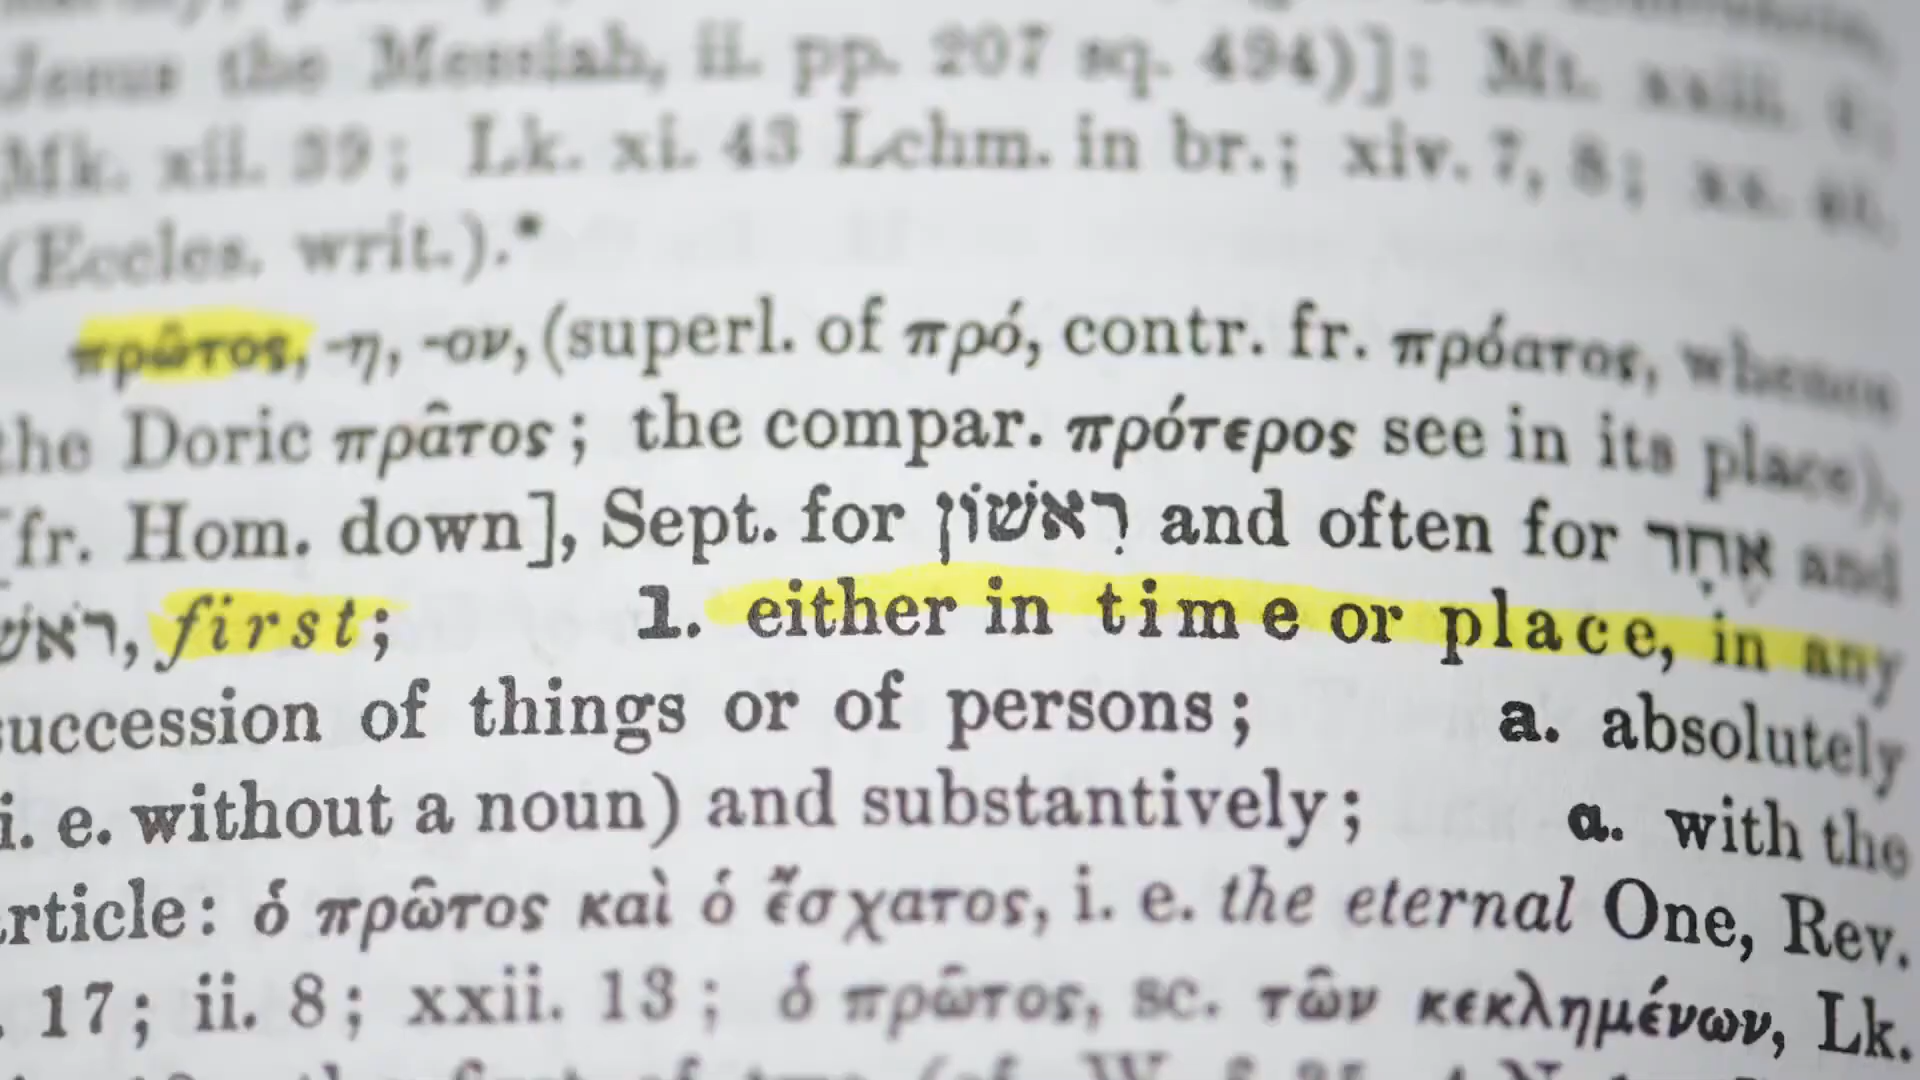 Jesus the Messiah, ii. pp. 207 sq. 494)]: Mt. xxiii.
Mk. xii. 39; Lk. xi. 43 Lchm. in br.; xiv. 7, 8; xx.
(Eccles. writ.).*
πρῶτος, -η, -ον, (superl. of πρό, contr. fr. πρόατος, whence
the Doric πρᾶτος; the compar. πρότερος see in its place),
[fr. Hom. down], Sept. for רִאשׁוֹן and often for אֶחָד and
first; 1. either in time or place, in any
succession of things or of persons; a. absolutely
i. e. without a noun) and substantively; α. with the
rticle: ὁ πρῶτος καὶ ὁ ἔσχατος, i. e. the eternal One, Rev.
. 17; ii. 8; xxii. 13; ὁ πρῶτος, sc. τῶν κεκλημένων, Lk.